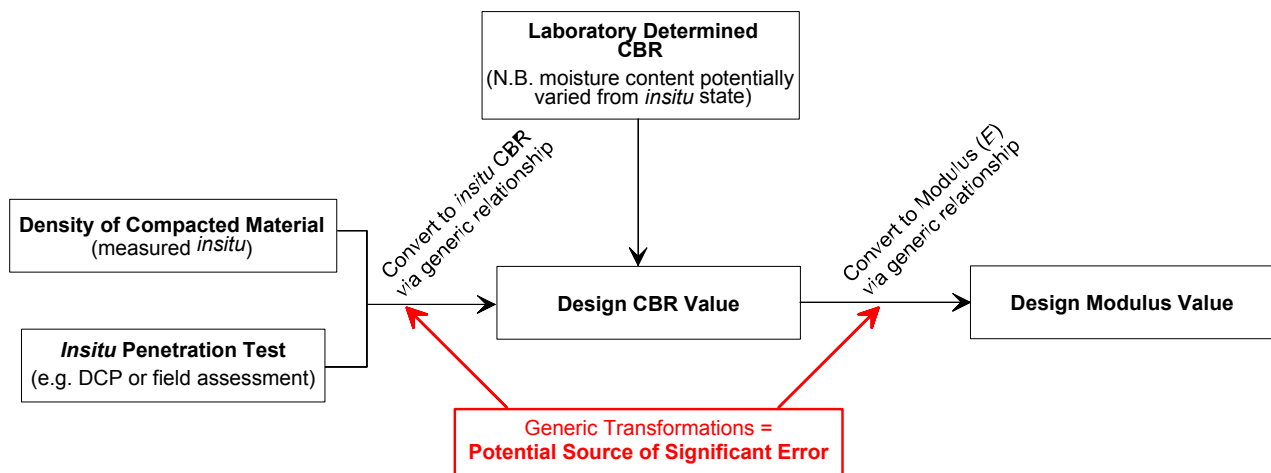 Laboratory Determined
CBR
(N.B. moisture content potentially
varied from insitu state)
Density of Compacted Material
(measured insitu)
Convert to insitu CBR
via generic relationship
Convert to Modulus (E)
via generic relationship
Design CBR Value
Design Modulus Value
Insitu Penetration Test
(e.g. DCP or field assessment)
Generic Transformations =
Potential Source of Significant Error